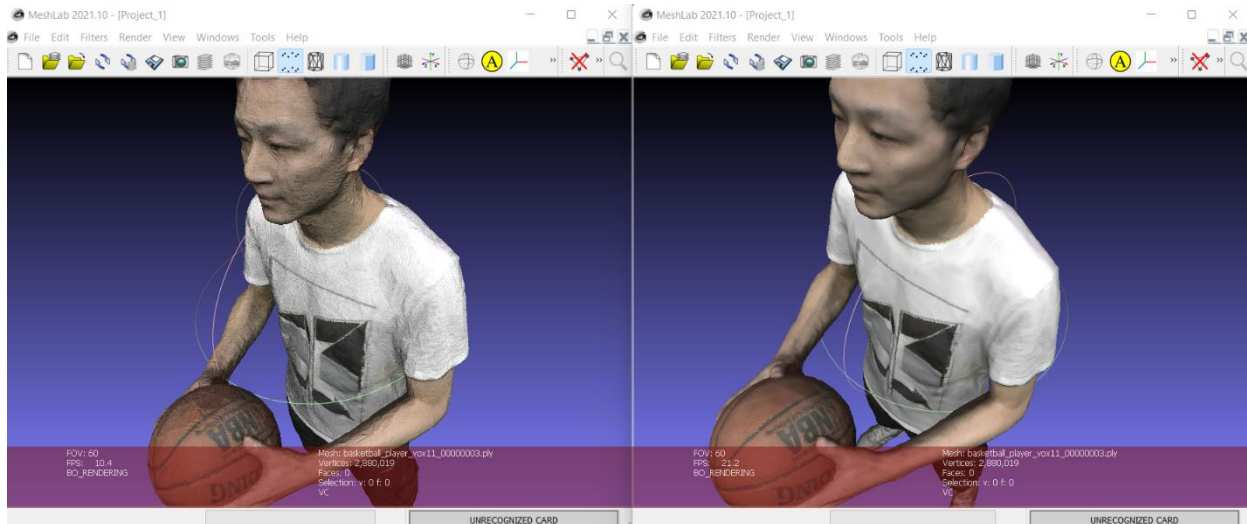 MeshLab 2021.10 - [Project_1]
File Edit Filters Render View Windows Tools Help
A
NBA
FOV: 60
FPS: 10.4
BO_RENDERING
Mesh: basketball_player_vox11_00000003.ply
Vertices: 2,880,019
Faces: 0
Selection: v: 0 f: 0
VC
UNRECOGNIZED CARD
MeshLab 2021.10 - [Project_1]
File Edit Filters Render View Windows Tools Help
A
NBA
FOV: 60
FPS: 21.2
BO_RENDERING
Mesh: basketball_player_vox11_00000003.ply
Vertices: 2,880,019
Faces: 0
Selection: v: 0 f: 0
VC
UNRECOGNIZED CARD